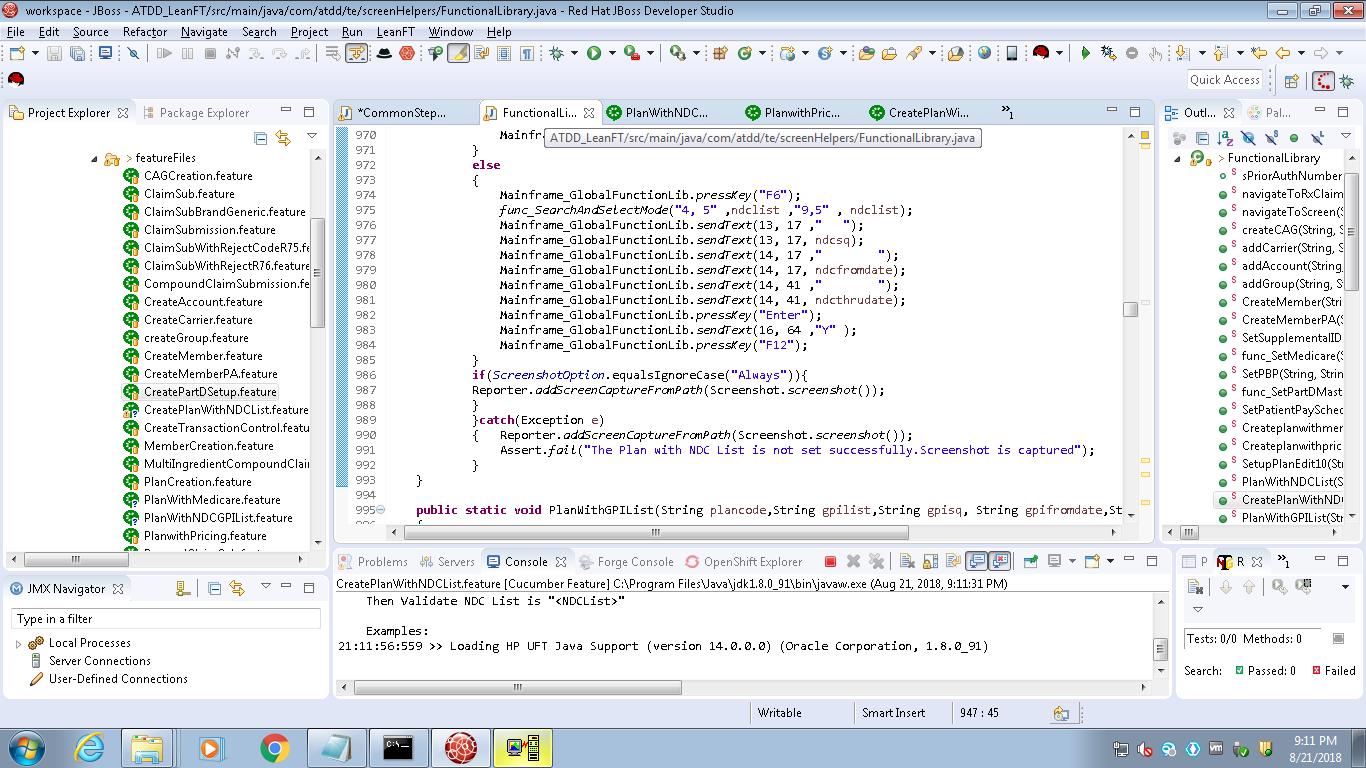 workspace - JBoss - ATDD_LeanFT/src/main/java/com/atdd/te/screenHelpers/FunctionalLibrary.java - Red Hat JBoss Developer Studio
File Edit Source Refactor Navigate Search Project Run LeanFT Window Help
Quick Access
Project Explorer
Package Explorer
> featureFiles
CAGCreation.feature
ClaimSub.feature
ClaimSubBrandGeneric.feature
ClaimSubmission.feature
ClaimSubWithRejectCodeR75.fe
ClaimSubWithRejectR76.feature
CompoundClaimSubmission.fe
CreateAccount.feature
CreateCarrier.feature
createGroup.feature
CreateMember.feature
CreateMemberPA.feature
CreatePartDSetup.feature
CreatePlanWithNDCList.feature
CreateTransactionControl.featu
MemberCreation.feature
MultiIngredientCompoundClai
PlanCreation.feature
PlanWithMedicare.feature
PlanWithNDCGPIList.feature
PlanwithPricing.feature
JMX Navigator
Type in a filter
Local Processes
Server Connections
User-Defined Connections
*CommonStep...
FunctionalLi...
PlanWithNDC...
PlanwithPric...
CreatePlanWi...
»1
ATDD_LeanFT/src/main/java/com/atdd/te/screenHelpers/FunctionalLibrary.java
970 Mainf
971 }
972 else
973 {
974 Mainframe_GlobalFunctionLib.pressKey("F6");
975 func_SearchAndSelectMode("4, 5" ,ndclist ,"9,5" , ndclist);
976 Mainframe_GlobalFunctionLib.sendText(13, 17 ,"   ");
977 Mainframe_GlobalFunctionLib.sendText(13, 17, ndcsq);
978 Mainframe_GlobalFunctionLib.sendText(14, 17 ,"        ");
979 Mainframe_GlobalFunctionLib.sendText(14, 17, ndcfromdate);
980 Mainframe_GlobalFunctionLib.sendText(14, 41 ,"        ");
981 Mainframe_GlobalFunctionLib.sendText(14, 41, ndcthrudate);
982 Mainframe_GlobalFunctionLib.pressKey("Enter");
983 Mainframe_GlobalFunctionLib.sendText(16, 64 ,"Y" );
984 Mainframe_GlobalFunctionLib.pressKey("F12");
985 }
986 if(ScreenshotOption.equalsIgnoreCase("Always")){
987 Reporter.addScreenCaptureFromPath(Screenshot.screenshot());
988 }
989 }catch(Exception e)
990 {   Reporter.addScreenCaptureFromPath(Screenshot.screenshot());
991 Assert.fail("The Plan with NDC List is not set successfully.Screenshot is captured");
992 }
993 }
994
995 public static void PlanWithGPIList(String plancode,String gpilist,String gpisq, String gpifromdate,St
Outl...
Pal...
> FunctionalLibrary
S sPriorAuthNumber
S navigateToRxClaim
S navigateToScreen(S
S createCAG(String, S
S addCarrier(String, S
S addAccount(String,
S addGroup(String, S
S CreateMember(Stri
S CreateMemberPA(S
S SetSupplementalID
S func_SetMedicare(S
S SetPBP(String, Strin
S func_SetPartDMast
S SetPatientPaySched
S Createplanwithmer
S Createplanwithpric
S SetupPlanEdit10(St
S PlanWithNDCList(S
S CreatePlanWithND
S PlanWithGPIList(Str
Problems
Servers
Console
Forge Console
OpenShift Explorer
CreatePlanWithNDCList.feature [Cucumber Feature] C:\Program Files\Java\jdk1.8.0_91\bin\javaw.exe (Aug 21, 2018, 9:11:31 PM)
Then Validate NDC List is "<NDCList>"
Examples:
21:11:56:559 >> Loading HP UFT Java Support (version 14.0.0.0) (Oracle Corporation, 1.8.0_91)
P
R
»1
Tests: 0/0 Methods: 0
Search: Passed: 0 Failed
Writable
Smart Insert
947 : 45
9:11 PM
8/21/2018